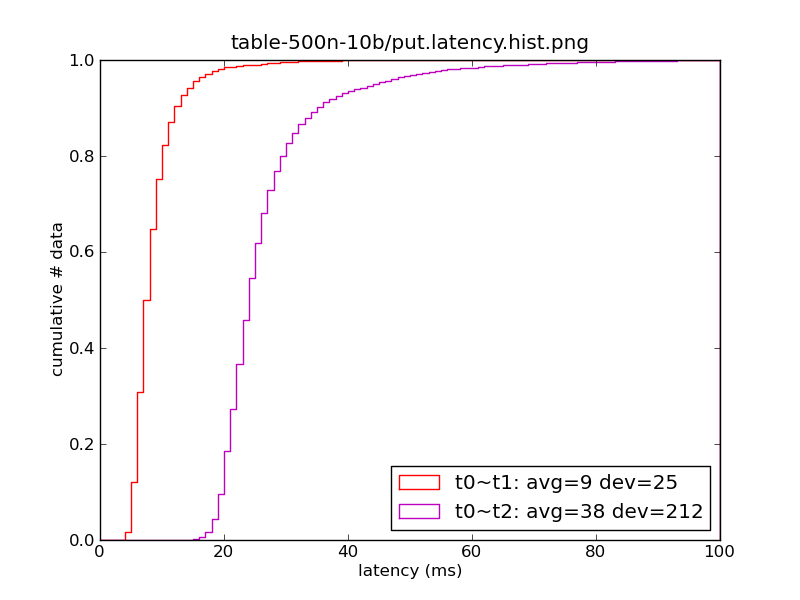 table-500n-10b/put.latency.hist.png
1.0
0.8
0.6
0.4
0.2
0.0
cumulative # data
t0~t1: avg=9 dev=25
t0~t2: avg=38 dev=212
0 20 40 60 80 100
latency (ms)